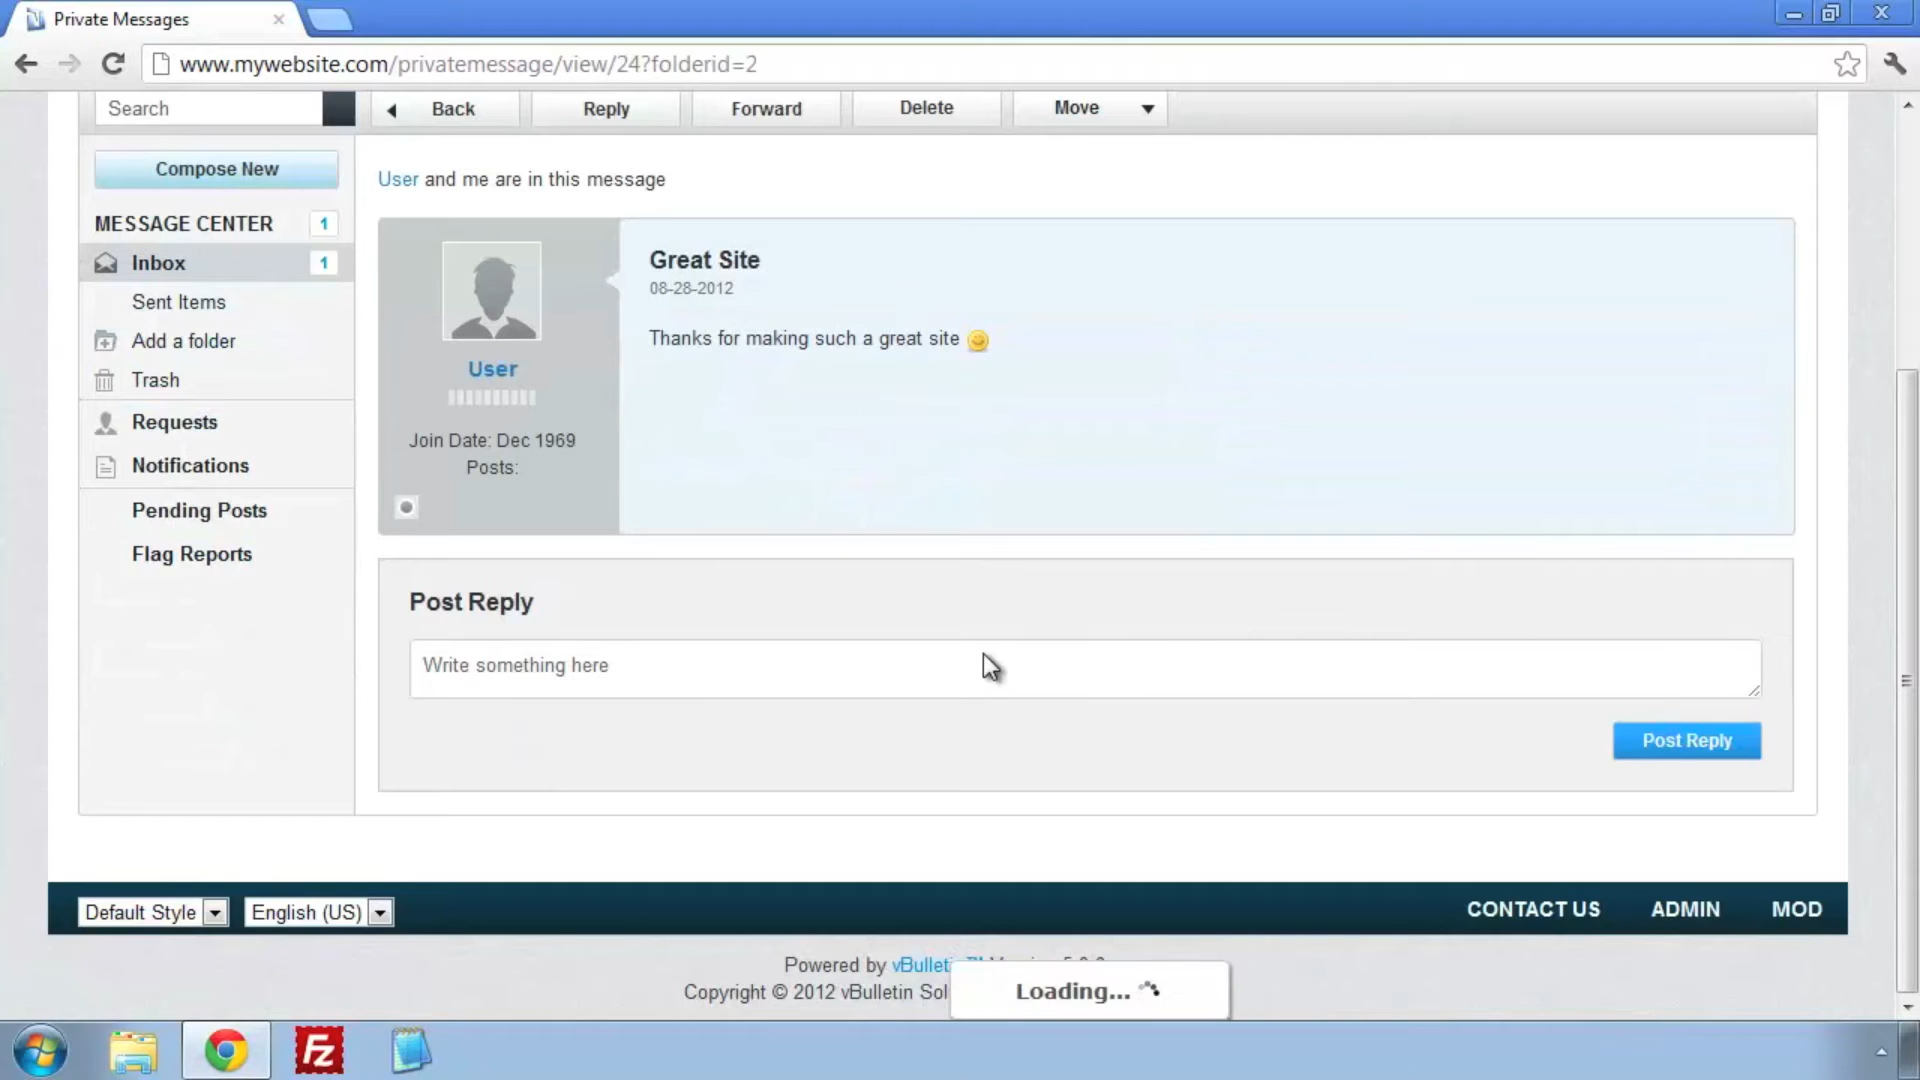 Private Messages
www.mywebsite.com/privatemessage/view/24?folderid=2
Search
Back
Reply
Forward
Delete
Move
Compose New
MESSAGE CENTER 1
Inbox 1
Sent Items
Add a folder
Trash
Requests
Notifications
Pending Posts
Flag Reports
User and me are in this message
User
Join Date: Dec 1969
Posts:
Great Site
08-28-2012
Thanks for making such a great site
Post Reply
Write something here
Post Reply
Default Style
English (US)
CONTACT US
ADMIN
MOD
Powered by vBullet
Copyright © 2012 vBulletin Sol
Loading...
Fz